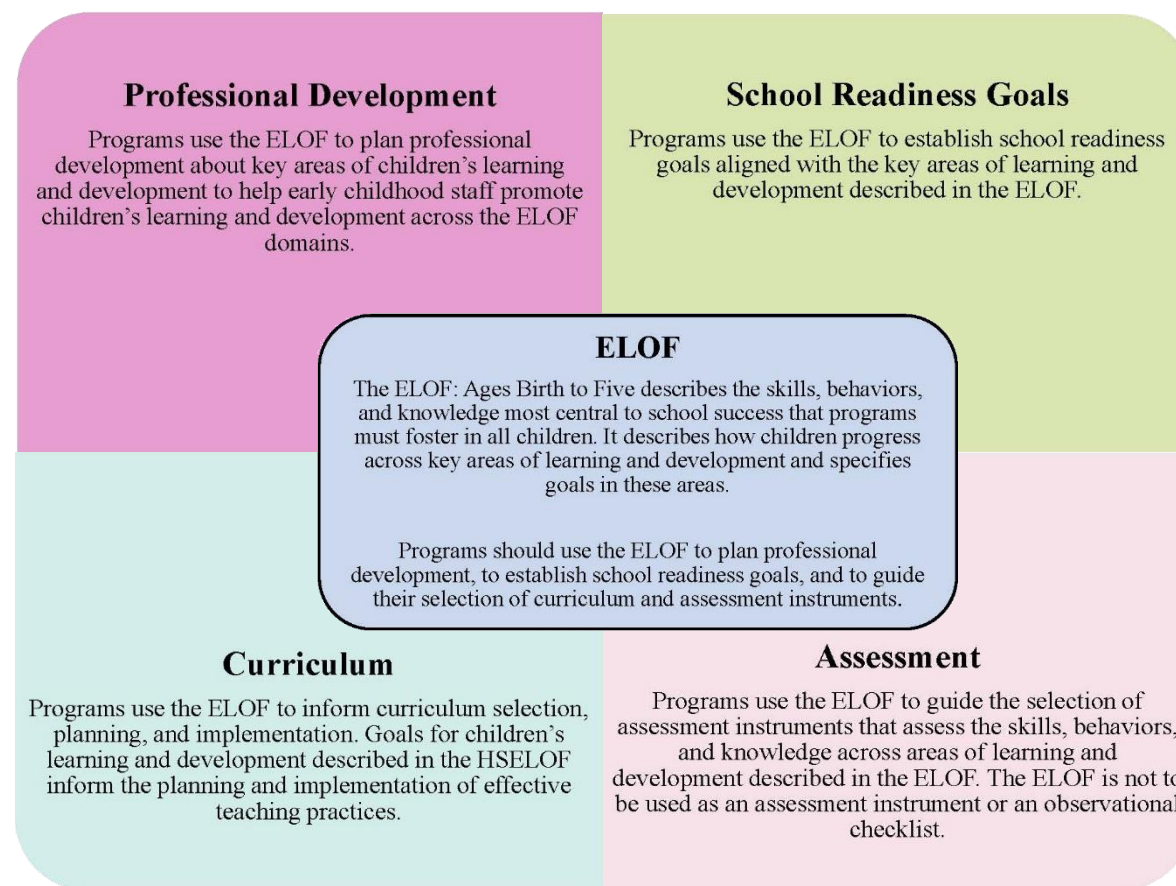 Professional Development
Programs use the ELOF to plan professional
development about key areas of children’s learning
and development to help early childhood staff promote
children’s learning and development across the ELOF
domains.
School Readiness Goals
Programs use the ELOF to establish school readiness
goals aligned with the key areas of learning and
development described in the ELOF.
ELOF
The ELOF: Ages Birth to Five describes the skills, behaviors,
and knowledge most central to school success that programs
must foster in all children. It describes how children progress
across key areas of learning and development and specifies
goals in these areas.
Programs should use the ELOF to plan professional
development, to establish school readiness goals, and to guide
their selection of curriculum and assessment instruments.
Curriculum
Programs use the ELOF to inform curriculum selection,
planning, and implementation. Goals for children’s
learning and development described in the HSELOF
inform the planning and implementation of effective
teaching practices.
Assessment
Programs use the ELOF to guide the selection of
assessment instruments that assess the skills, behaviors,
and knowledge across areas of learning and
development described in the ELOF. The ELOF is not to
be used as an assessment instrument or an observational
checklist.